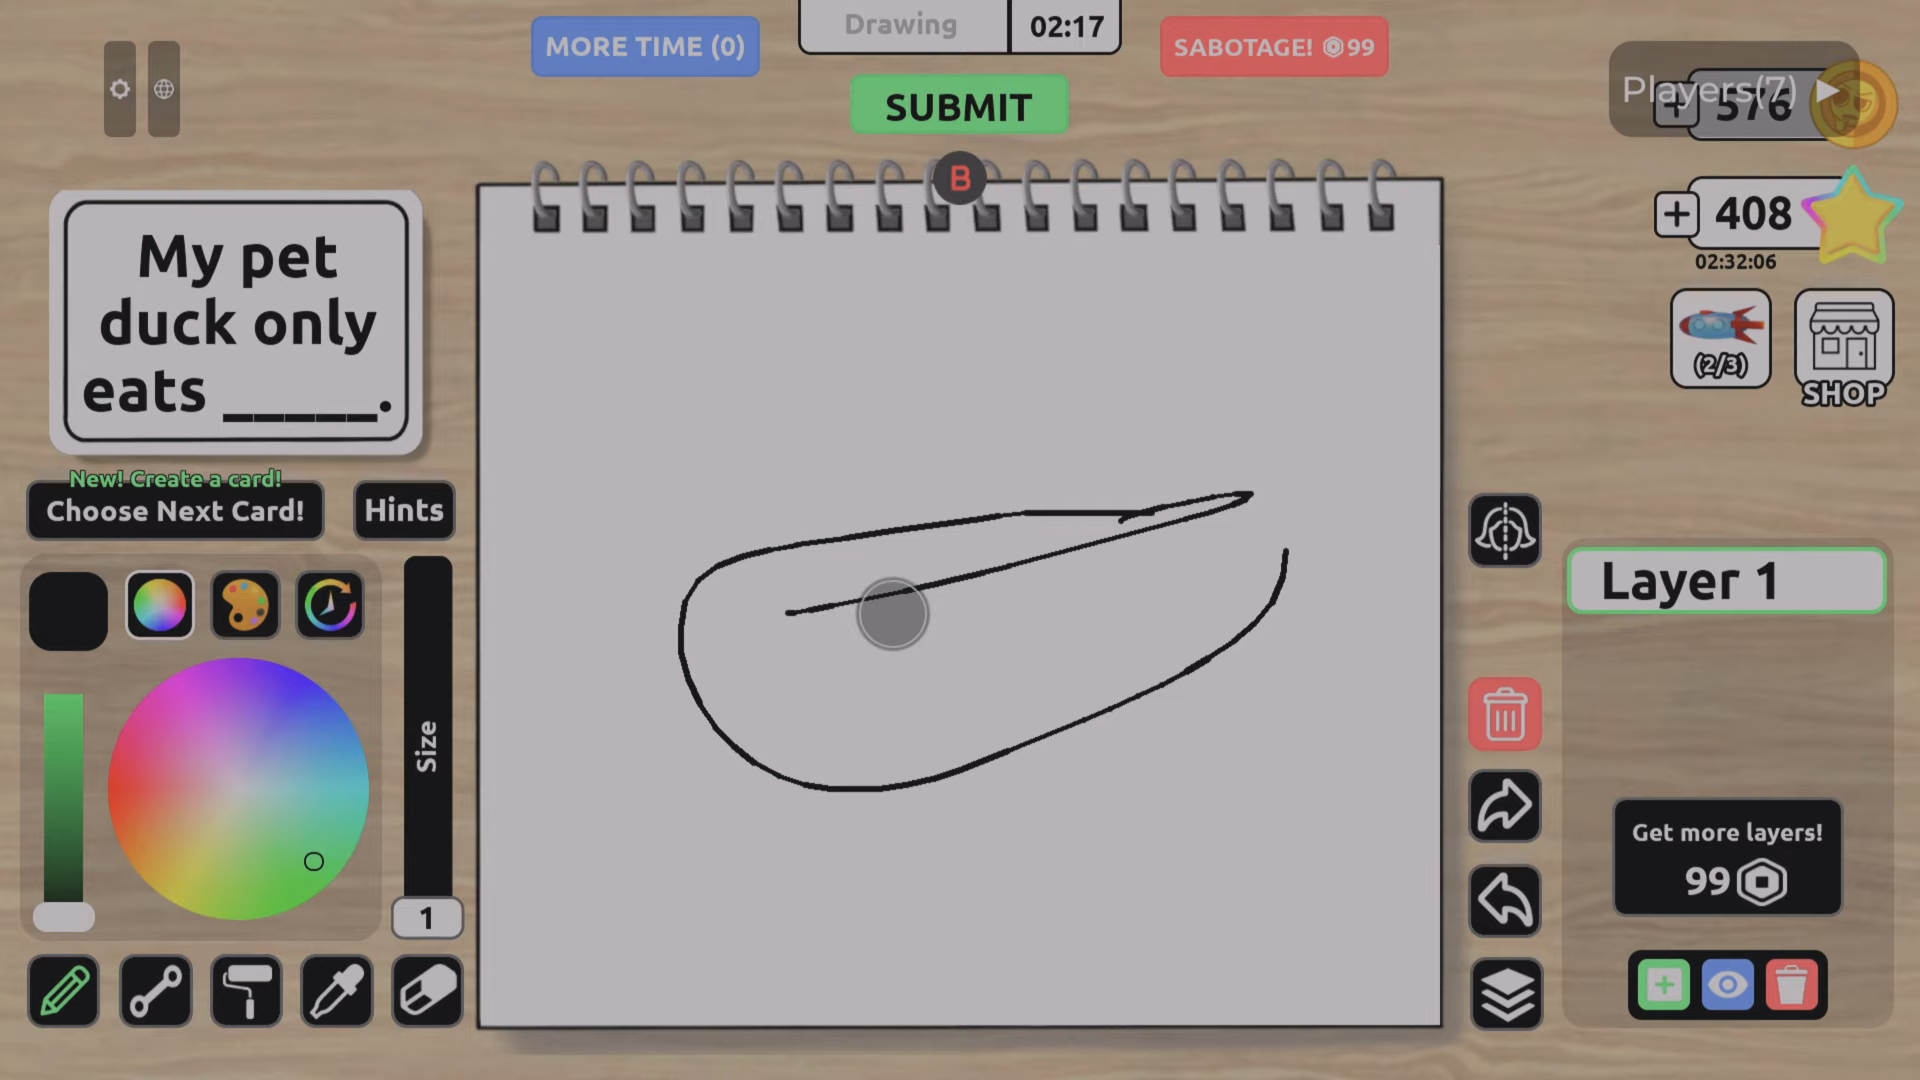 MORE TIME (0)
Drawing
02:17
SABOTAGE! 99
SUBMIT
Players(7)
576
B
My pet
duck only
eats _____.
408
02:32:06
(2/3)
SHOP
New! Create a card!
Choose Next Card!
Hints
Size
1
Layer 1
Get more layers!
99